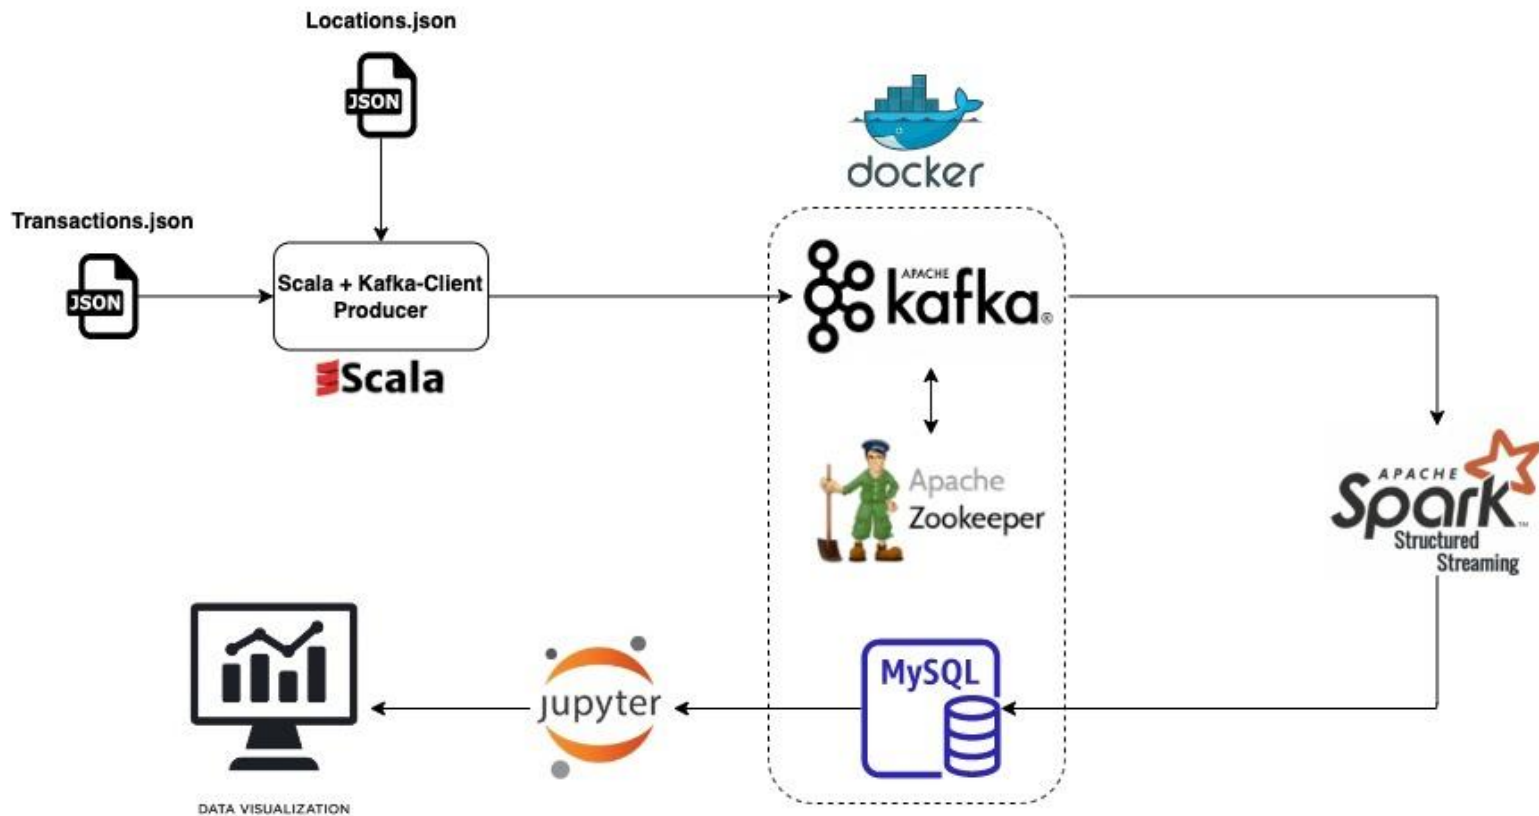 Locations.json
JSON
docker
Transactions.json
JSON
Scala + Kafka-Client
Producer
Scala
APACHE
kafka®
Apache
Zookeeper
APACHE
Spark™
Structured
Streaming
MySQL
jupyter
DATA VISUALIZATION